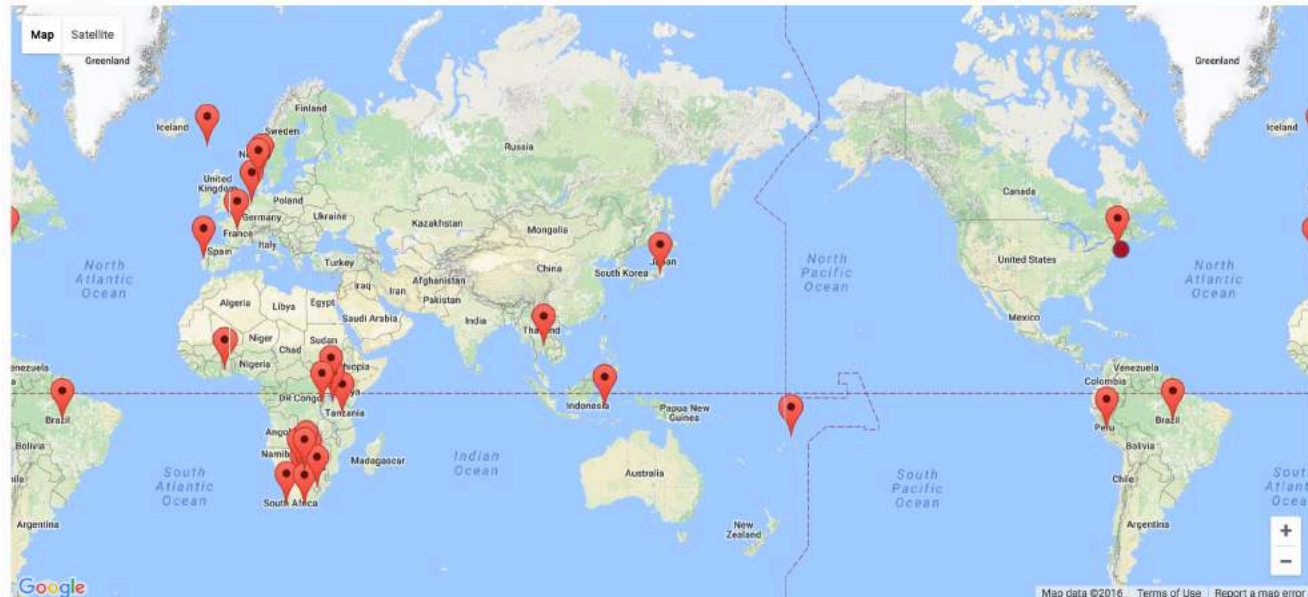 Map Satellite
Greenland
Greenland
Iceland
Iceland
Finland
Sweden
Russia
United
Kingdom
Poland
Germany
Ukraine
France
Kazakhstan
Mongolia
Spain
Italy
Turkey
China
South Korea
Japan
Afghanistan
Iraq
Iran
Pakistan
Canada
United States
North
Atlantic
Ocean
North
Pacific
Ocean
North
Atlantic
Ocean
Algeria
Libya
Egypt
Saudi Arabia
India
Thailand
Mexico
Niger
Chad
Sudan
Nigeria
Ethiopia
DR Congo
Tanzania
Indonesia
Papua New
Guinea
Venezuela
Colombia
Brazil
Brazil
Peru
Bolivia
Bolivia
Namib
Madagascar
Indian
Ocean
Australia
South
Atlantic
Ocean
South
Pacific
Ocean
South Africa
Chile
Argentina
Argentina
New
Zealand
+
−
Google
Map data ©2016 Terms of Use Report a map error